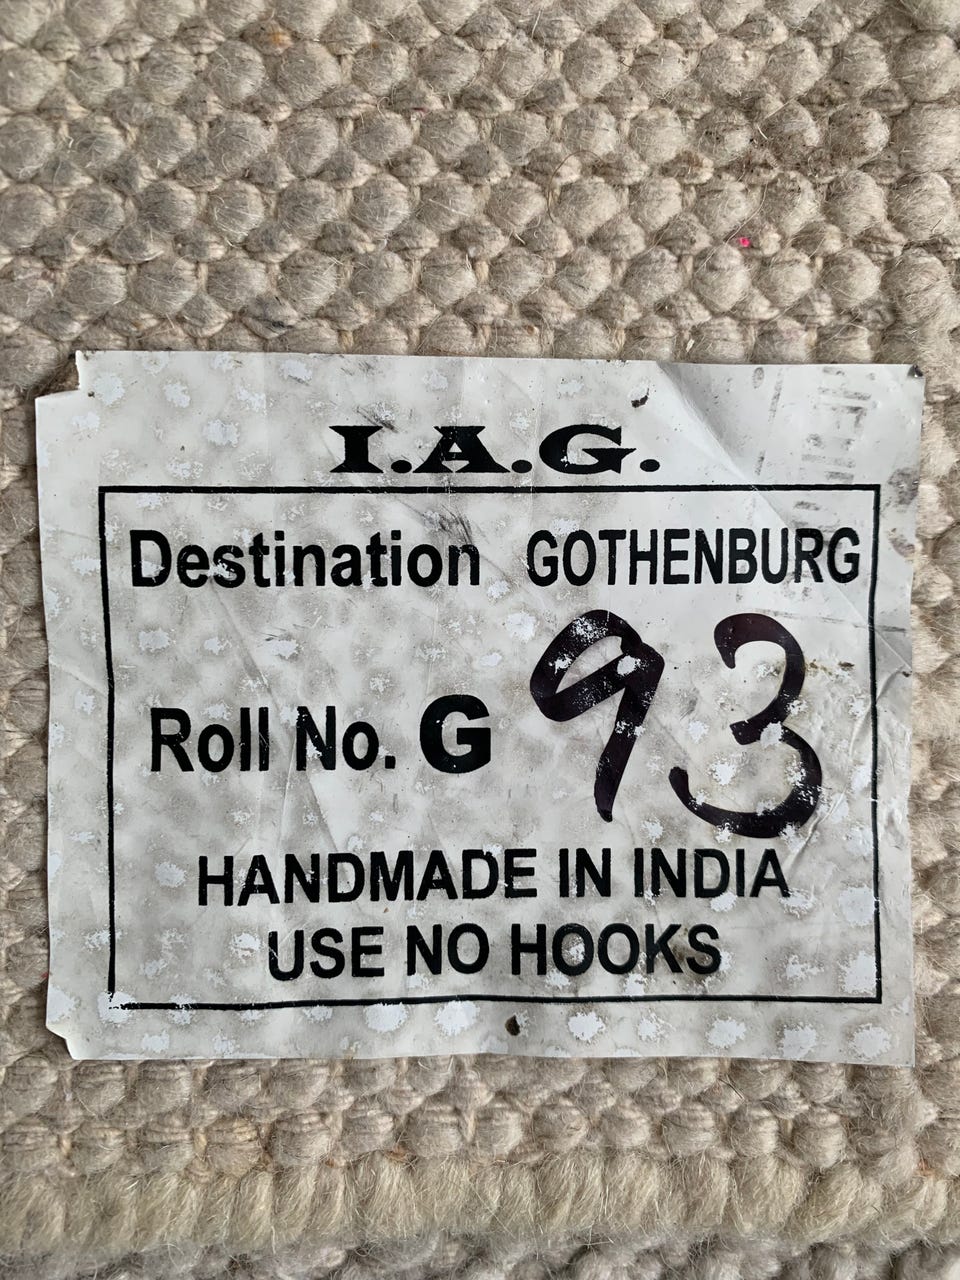 I.A.G.
Destination GOTHENBURG
Roll No. G 93
HANDMADE IN INDIA
USE NO HOOKS